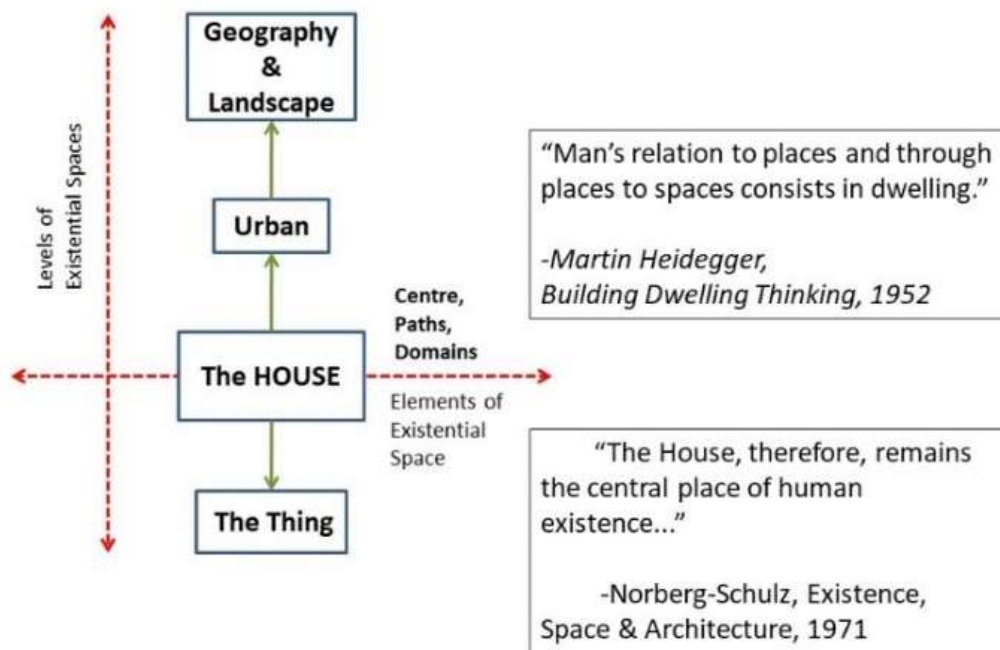 Geography
&
Landscape
Levels of
Existential Spaces
Urban
Centre,
Paths,
Domains
The HOUSE
Elements of
Existential
Space
The Thing
“Man’s relation to places and through
places to spaces consists in dwelling.”
-Martin Heidegger,
Building Dwelling Thinking, 1952
“The House, therefore, remains
the central place of human
existence...”
-Norberg-Schulz, Existence,
Space & Architecture, 1971